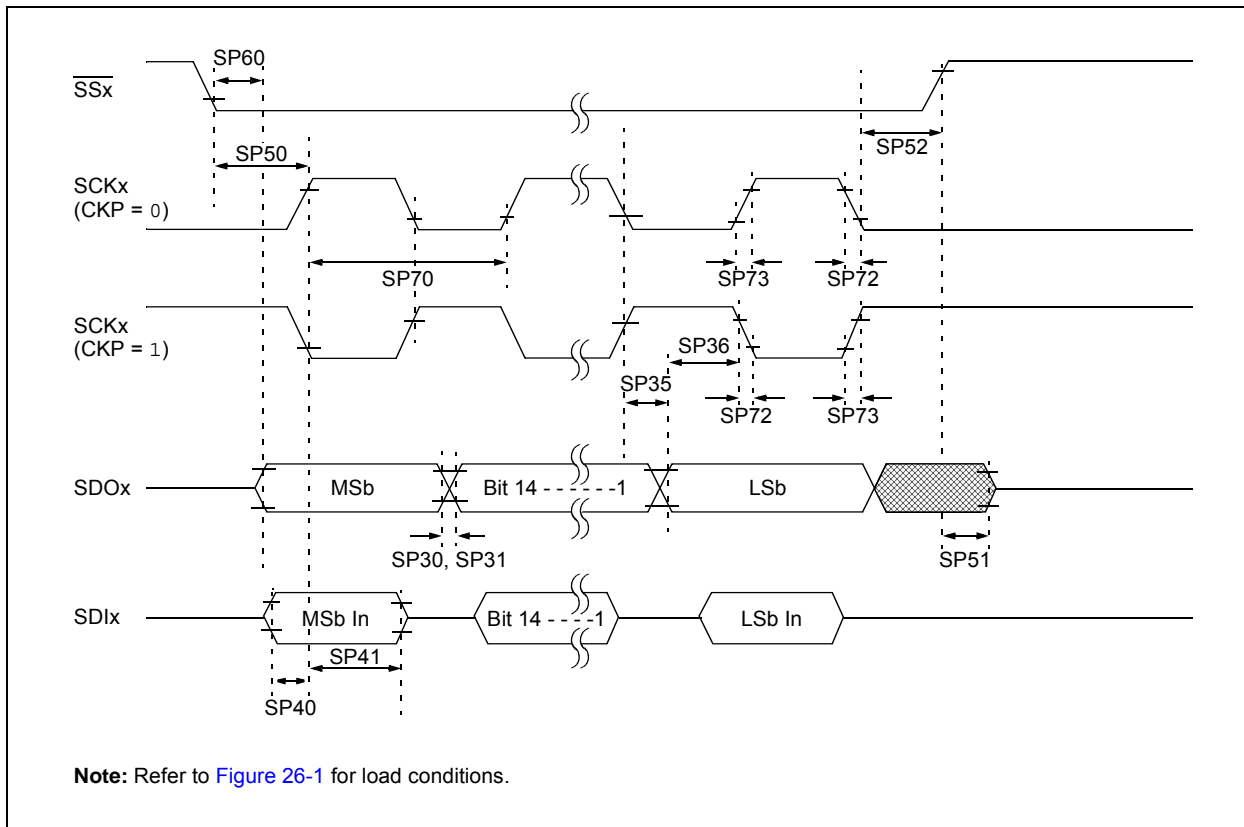 SP60
SSx
SP50
SP52
SCKx
(CKP = 0)
SP70
SP73
SP72
SCKx
(CKP = 1)
SP36
SP35
SP72
SP73
SDOx
MSb
Bit 14 - - - - - -1
LSb
SP30, SP31
SP51
SDIx
MSb In
Bit 14 - - - -1
LSb In
SP41
SP40
Note: Refer to Figure 26-1 for load conditions.